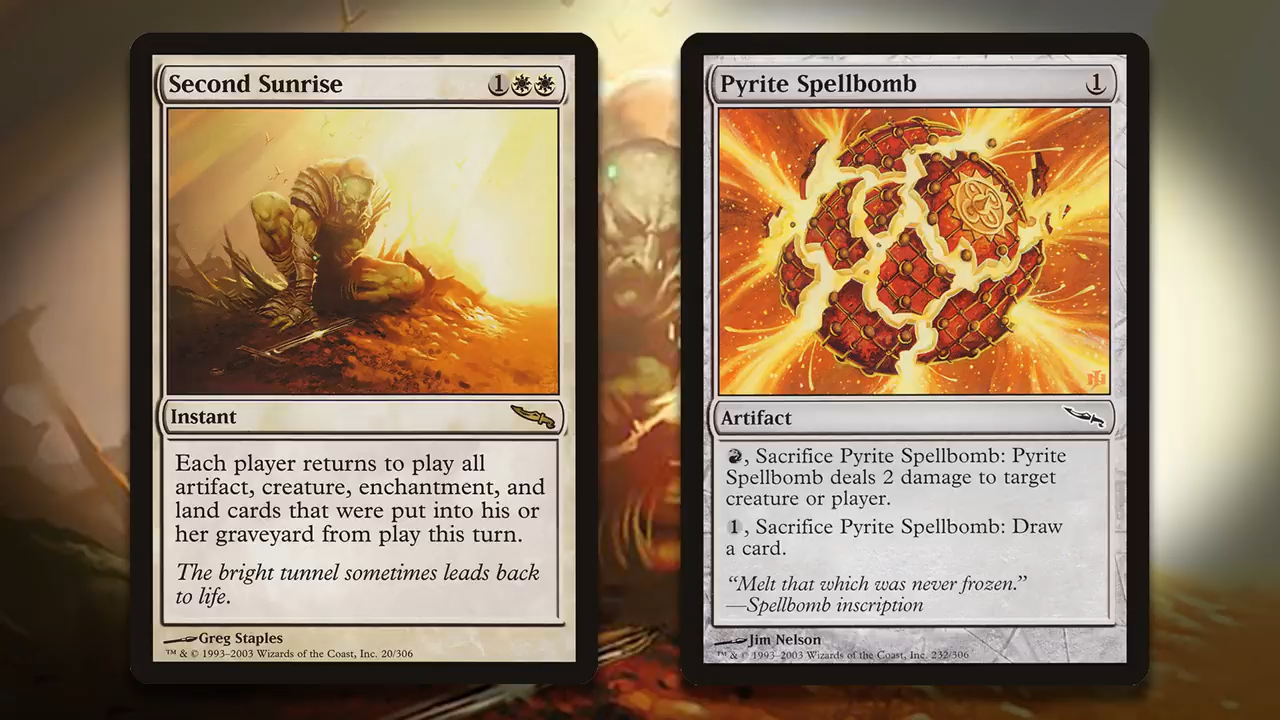 Second Sunrise 1
Instant
Each player returns to play all
artifact, creature, enchantment, and
land cards that were put into his or
her graveyard from play this turn.
The bright tunnel sometimes leads back
to life.
Greg Staples
™ & © 1993–2003 Wizards of the Coast, Inc. 20/306
Pyrite Spellbomb 1
Artifact
, Sacrifice Pyrite Spellbomb: Pyrite
Spellbomb deals 2 damage to target
creature or player.
1, Sacrifice Pyrite Spellbomb: Draw
a card.
“Melt that which was never frozen.”
—Spellbomb inscription
Jim Nelson
™ & © 1993–2003 Wizards of the Coast, Inc. 232/306